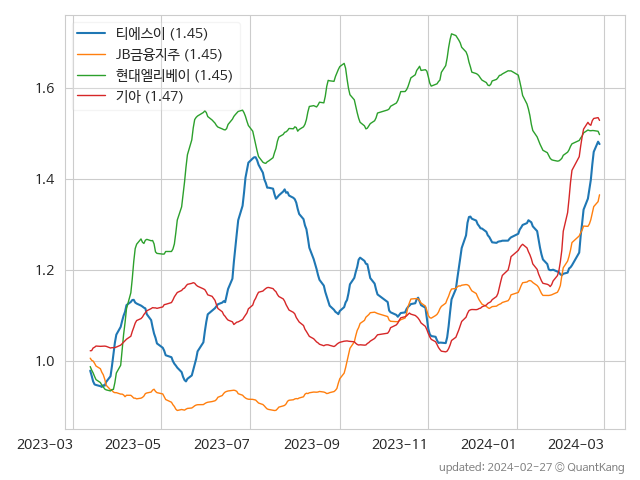 티에스이 (1.45)
JB금융지주 (1.45)
현대엘리베이 (1.45)
기아 (1.47)
1.6
1.4
1.2
1.0
2023-03 2023-05 2023-07 2023-09 2023-11 2024-01 2024-03
updated: 2024-02-27 © QuantKang